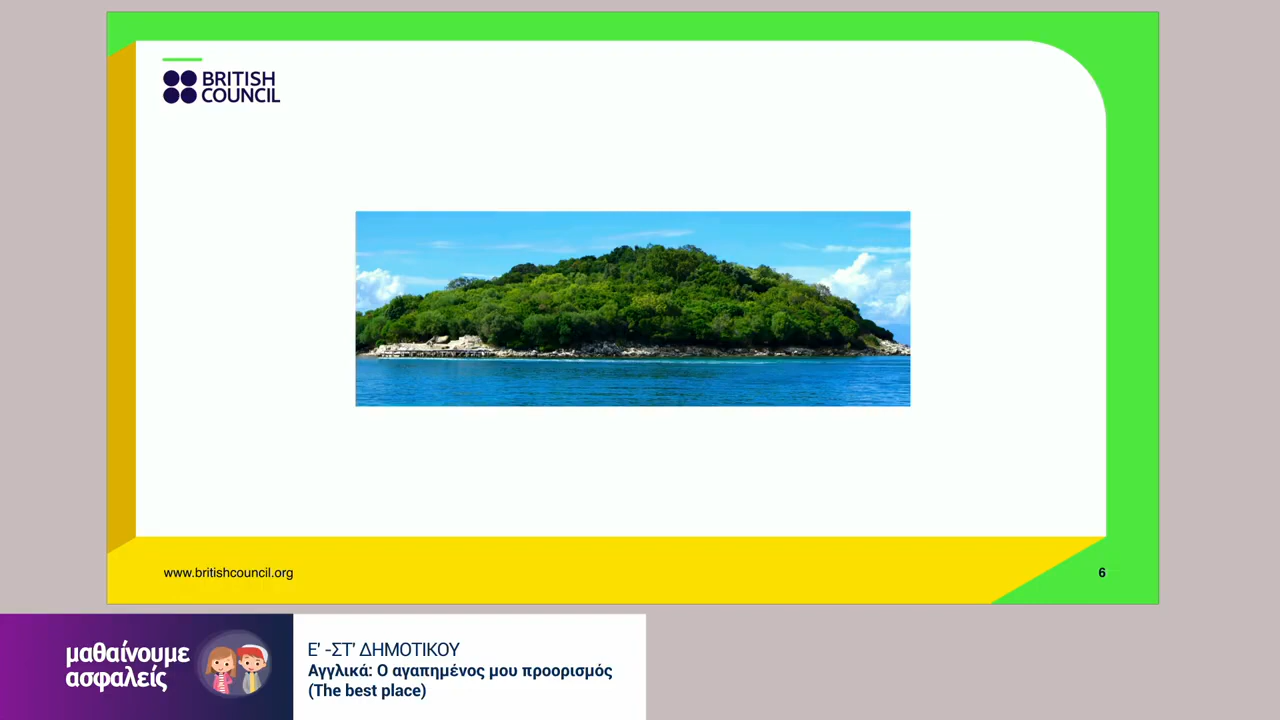 BRITISH
COUNCIL
www.britishcouncil.org
6
μαθαίνουμε
ασφαλείς
Ε' -ΣΤ' ΔΗΜΟΤΙΚΟΥ
Αγγλικά: Ο αγαπημένος μου προορισμός
(The best place)